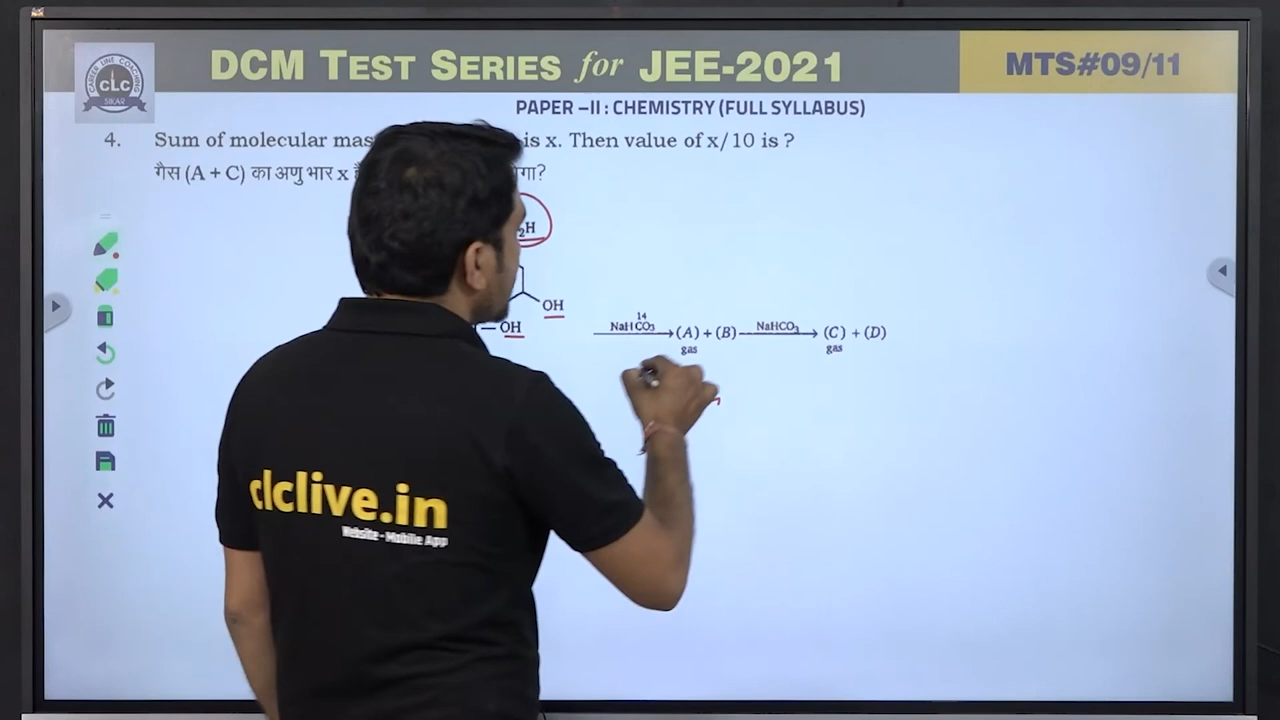 CAREER LINE COACHING
CLC
SIKAR
DCM TEST SERIES for JEE-2021
MTS#09/11
PAPER –II : CHEMISTRY (FULL SYLLABUS)
4. Sum of molecular is x. Then value of x/10 is ?
गैस (A + C) का अणु भार x
OH
— OH
14
NaHCO₃ (A) + (B) NaHCO₃ (C) + (D)
gas gas
clclive.in
Website - Mobile App